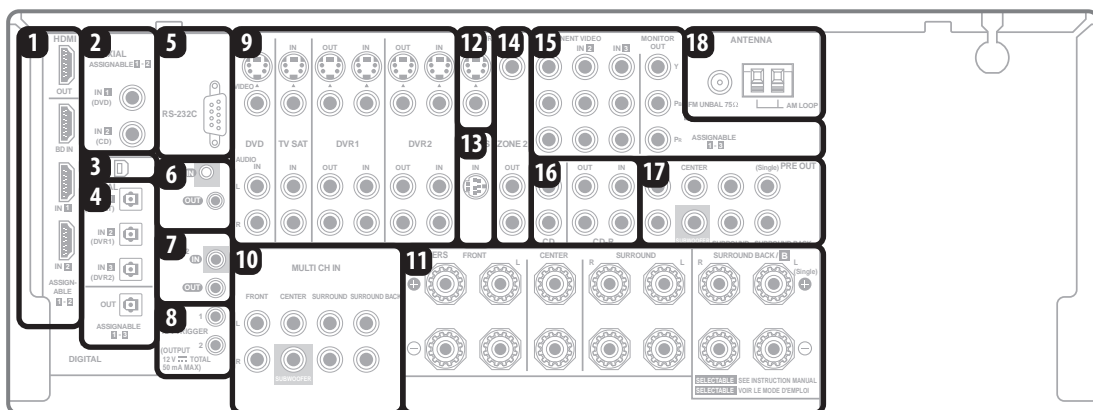 1
HDMI
OUT
BD IN
IN 1
IN 2
ASSIGN-
ABLE
1-2
2
ASSIGNABLE 1-2
IN 1
(DVD)
IN 2
(CD)
3
4
IN 2
(DVR1)
IN 3
(DVR2)
OUT
ASSIGNABLE
1-3
DIGITAL
5
RS-232C
6
IN
OUT
7
IN
OUT
8
1
2
(OUTPUT
12 V TOTAL
50 mA MAX)
9
IN IN OUT IN OUT IN
VIDEO
DVD TV SAT DVR1 DVR2
AUDIO
IN IN OUT IN OUT IN
L
R
10
MULTI CH IN
FRONT CENTER SURROUND SURROUND BACK
L
R
SUBWOOFER
11
FRONT L CENTER R SURROUND L R SURROUND BACK / B L
(Single)
SELECTABLE SEE INSTRUCTION MANUAL
SELECTABLE VOIR LE MODE D'EMPLOI
12
13
IN
14
ZONE 2
15
NENT VIDEO
IN 2 IN 3
MONITOR
OUT
Y
PB
PR
ASSIGNABLE
1-3
16
OUT IN
CD CD-R
17
CENTER (Single) PRE OUT
18
ANTENNA
FM UNBAL 75Ω AM LOOP